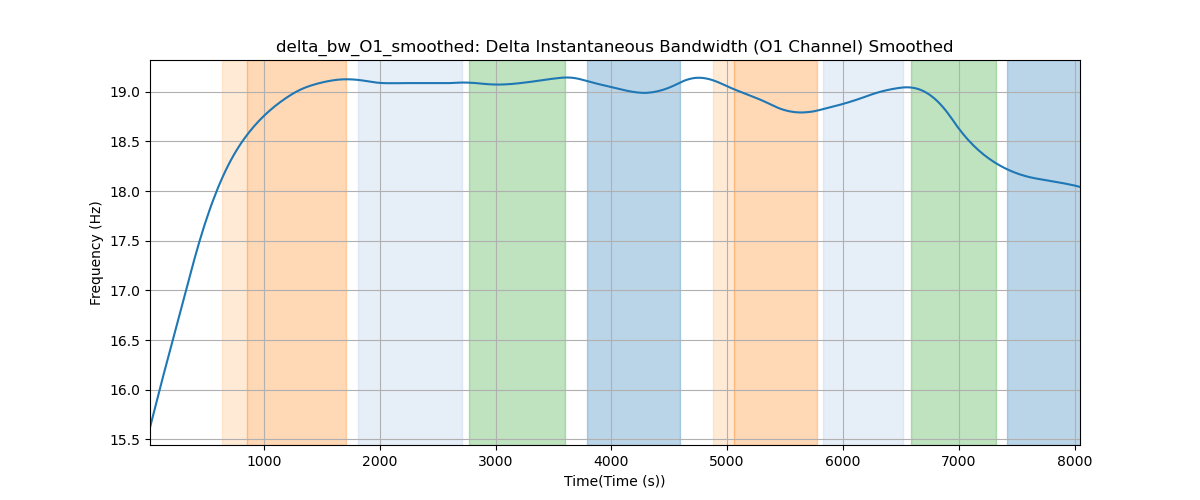 delta_bw_O1_smoothed: Delta Instantaneous Bandwidth (O1 Channel) Smoothed
Frequency (Hz)
19.0
18.5
18.0
17.5
17.0
16.5
16.0
15.5
1000 2000 3000 4000 5000 6000 7000 8000
Time(Time (s))